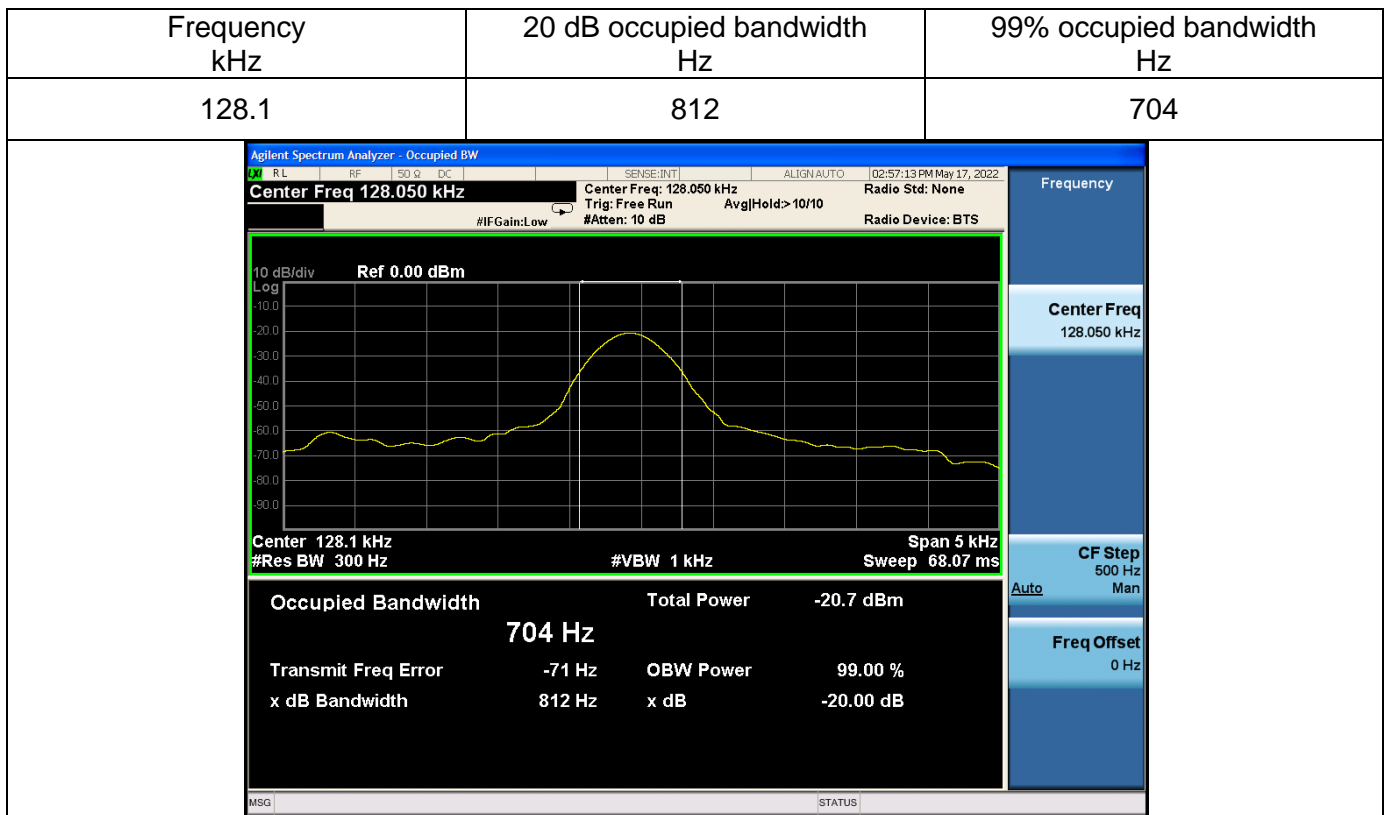 Frequency
kHz
20 dB occupied bandwidth
Hz
99% occupied bandwidth
Hz
128.1
812
704
Agilent Spectrum Analyzer - Occupied BW
LXI RL RF 50 Ω DC SENSE:INT ALIGN AUTO 02:57:13 PM May 17, 2022
Center Freq 128.050 kHz
Center Freq: 128.050 kHz
Radio Std: None
Trig: Free Run Avg|Hold:> 10/10
#IFGain:Low #Atten: 10 dB Radio Device: BTS
10 dB/div Ref 0.00 dBm
Log
-10.0
-20.0
-30.0
-40.0
-50.0
-60.0
-70.0
-80.0
-90.0
Center 128.1 kHz Span 5 kHz
#Res BW 300 Hz #VBW 1 kHz Sweep 68.07 ms
Occupied Bandwidth Total Power -20.7 dBm
704 Hz
Transmit Freq Error -71 Hz OBW Power 99.00 %
x dB Bandwidth 812 Hz x dB -20.00 dB
MSG STATUS
Frequency
Center Freq
128.050 kHz
CF Step
500 Hz
Auto Man
Freq Offset
0 Hz